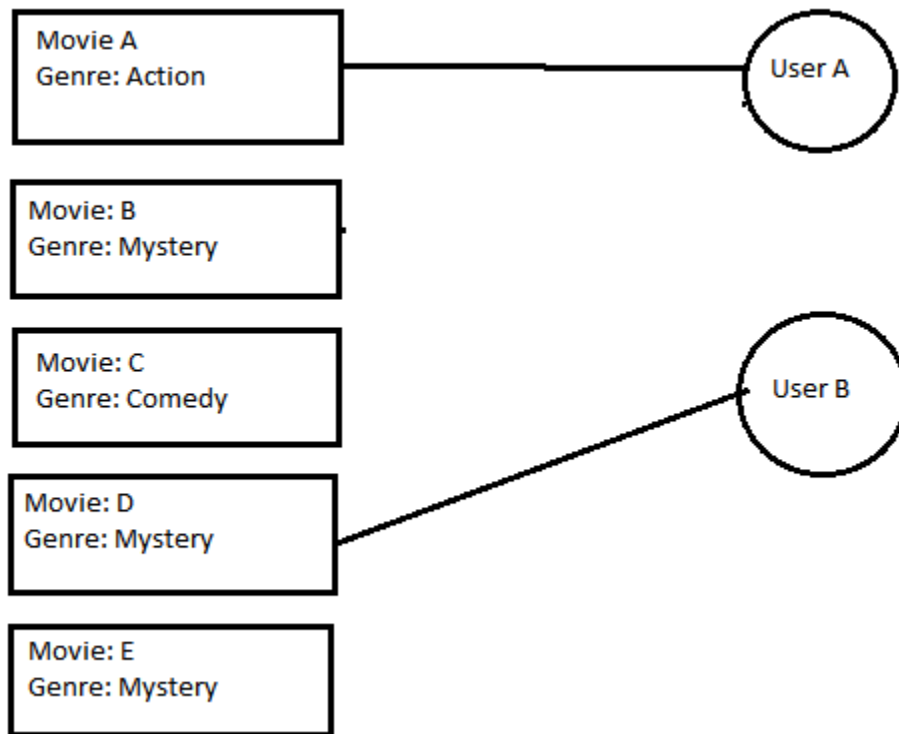 Movie A
Genre: Action
User A
Movie: B
Genre: Mystery
Movie: C
Genre: Comedy
User B
Movie: D
Genre: Mystery
Movie: E
Genre: Mystery